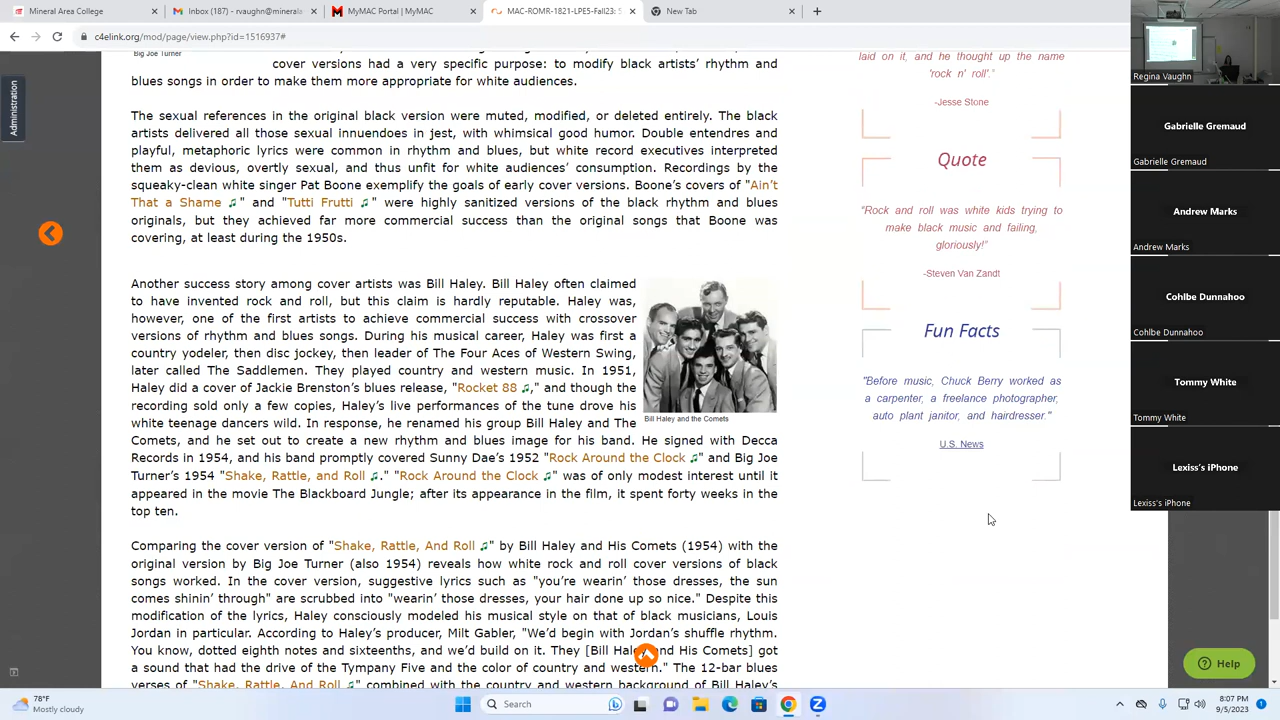 Mineral Area College
Inbox (187) - rvaughn@mineral
MyMAC Portal | MyMAC
MAC-ROMR-1821-LPE5-Fall23: 5
New Tab
c4elink.org/mod/page/view.php?id=1516937#
Administration
Big Joe Turner
cover versions had a very specific purpose: to modify black artists' rhythm and
blues songs in order to make them more appropriate for white audiences.
The sexual references in the original black version were muted, modified, or deleted entirely. The black
artists delivered all those sexual innuendoes in jest, with whimsical good humor. Double entendres and
playful, metaphoric lyrics were common in rhythm and blues, but white record executives interpreted
them as devious, obscene, or overtly sexual, and thus unfit for white audiences' consumption. Recordings by the
squeaky-clean white singer Pat Boone exemplify the goals of early cover versions. Boone's covers of "Ain't
That a Shame ♫" and "Tutti Frutti ♫" were highly sanitized versions of the black rhythm and blues
originals, but they achieved far more commercial success than the original songs that Boone was
covering, at least during the 1950s.
Another success story among cover artists was Bill Haley. Bill Haley often claimed
to have invented rock and roll, but this claim is hardly reputable. Haley was,
however, one of the first artists to achieve commercial success with crossover
versions of rhythm and blues songs. During his musical career, Haley was first a
country yodeler, then disc jockey, then leader of The Four Aces of Western Swing,
later called The Saddlemen. They played country and western music. In 1951,
Haley did a cover of Jackie Brenston's blues release, "Rocket 88 ♫," and though the
recording sold only a few copies, Haley's live performances of the tune drove his
white teenage dancers wild. In response, he renamed his group Bill Haley and The
Comets, and he set out to create a new rhythm and blues image for his band. He signed with Decca
Records in 1954, and his band promptly covered Sunny Dae's 1952 "Rock Around the Clock ♫" and Big Joe
Turner's 1954 "Shake, Rattle, and Roll ♫." "Rock Around the Clock ♫" was of only modest interest until it
appeared in the movie The Blackboard Jungle; after its appearance in the film, it spent forty weeks in the
top ten.
Bill Haley and the Comets
Comparing the cover version of "Shake, Rattle, And Roll ♫" by Bill Haley and His Comets (1954) with the
original version by Big Joe Turner (also 1954) reveals how white rock and roll cover versions of black
songs worked. In the cover version, suggestive lyrics such as "you're wearin' those dresses, the sun
comes shinin' through" are scrubbed into "wearin' those dresses, your hair done up so nice." Despite this
modification of the lyrics, Haley consciously modeled his musical style on that of black artists, Louis
Jordan in particular. According to Haley's producer, Milt Gabler, "We'd begin with Jordan's shuffle rhythm.
You know, dotted eighth notes and sixteenths, and we'd build on it. They [Bill Haley and His Comets] got
a sound that had the drive of the Tympany Five and the color of country and western." The 12-bar blues
verses of "Shake, Rattle, And Roll ♫" combined with the country and western background of Bill Haley
laid on it, and he thought up the name
'rock n' roll'."
-Jesse Stone
Quote
"Rock and roll was white kids trying to
make black music and failing,
gloriously!"
-Steven Van Zandt
Fun Facts
"Before music, Chuck Berry worked as
a carpenter, a freelance photographer,
auto plant janitor, and hairdresser."
U.S. News
Help
Regina Vaughn
Gabrielle Gremaud
Gabrielle Gremaud
Andrew Marks
Andrew Marks
Cohlbe Dunnahoo
Cohlbe Dunnahoo
Tommy White
Tommy White
Lexiss's iPhone
Lexiss's iPhone
78°F
Mostly cloudy
Search
8:07 PM
9/5/2023